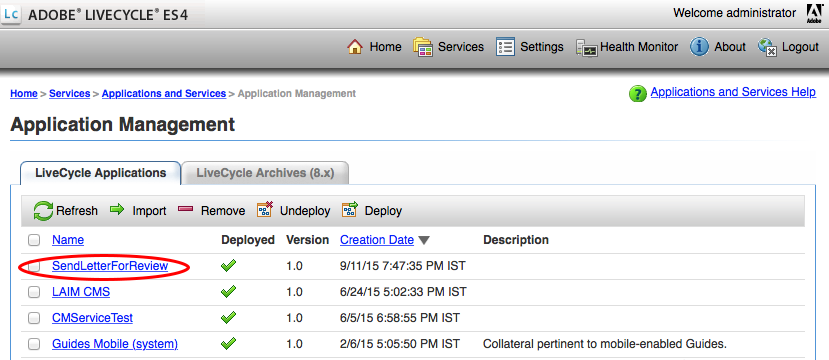 Lc ADOBE® LIVECYCLE® ES4 Welcome administrator Adobe
Home Services Settings Health Monitor About Logout
Home > Services > Applications and Services > Application Management ? Applications and Services Help
Application Management
LiveCycle Applications LiveCycle Archives (8.x)
Refresh Import Remove Undeploy Deploy
Name Deployed Version Creation Date Description
SendLetterForReview 1.0 9/11/15 7:47:35 PM IST
LAIM CMS 1.0 6/24/15 5:02:33 PM IST
CMServiceTest 1.0 6/5/15 6:58:55 PM IST
Guides Mobile (system) 1.0 2/6/15 5:05:50 PM IST Collateral pertinent to mobile-enabled Guides.